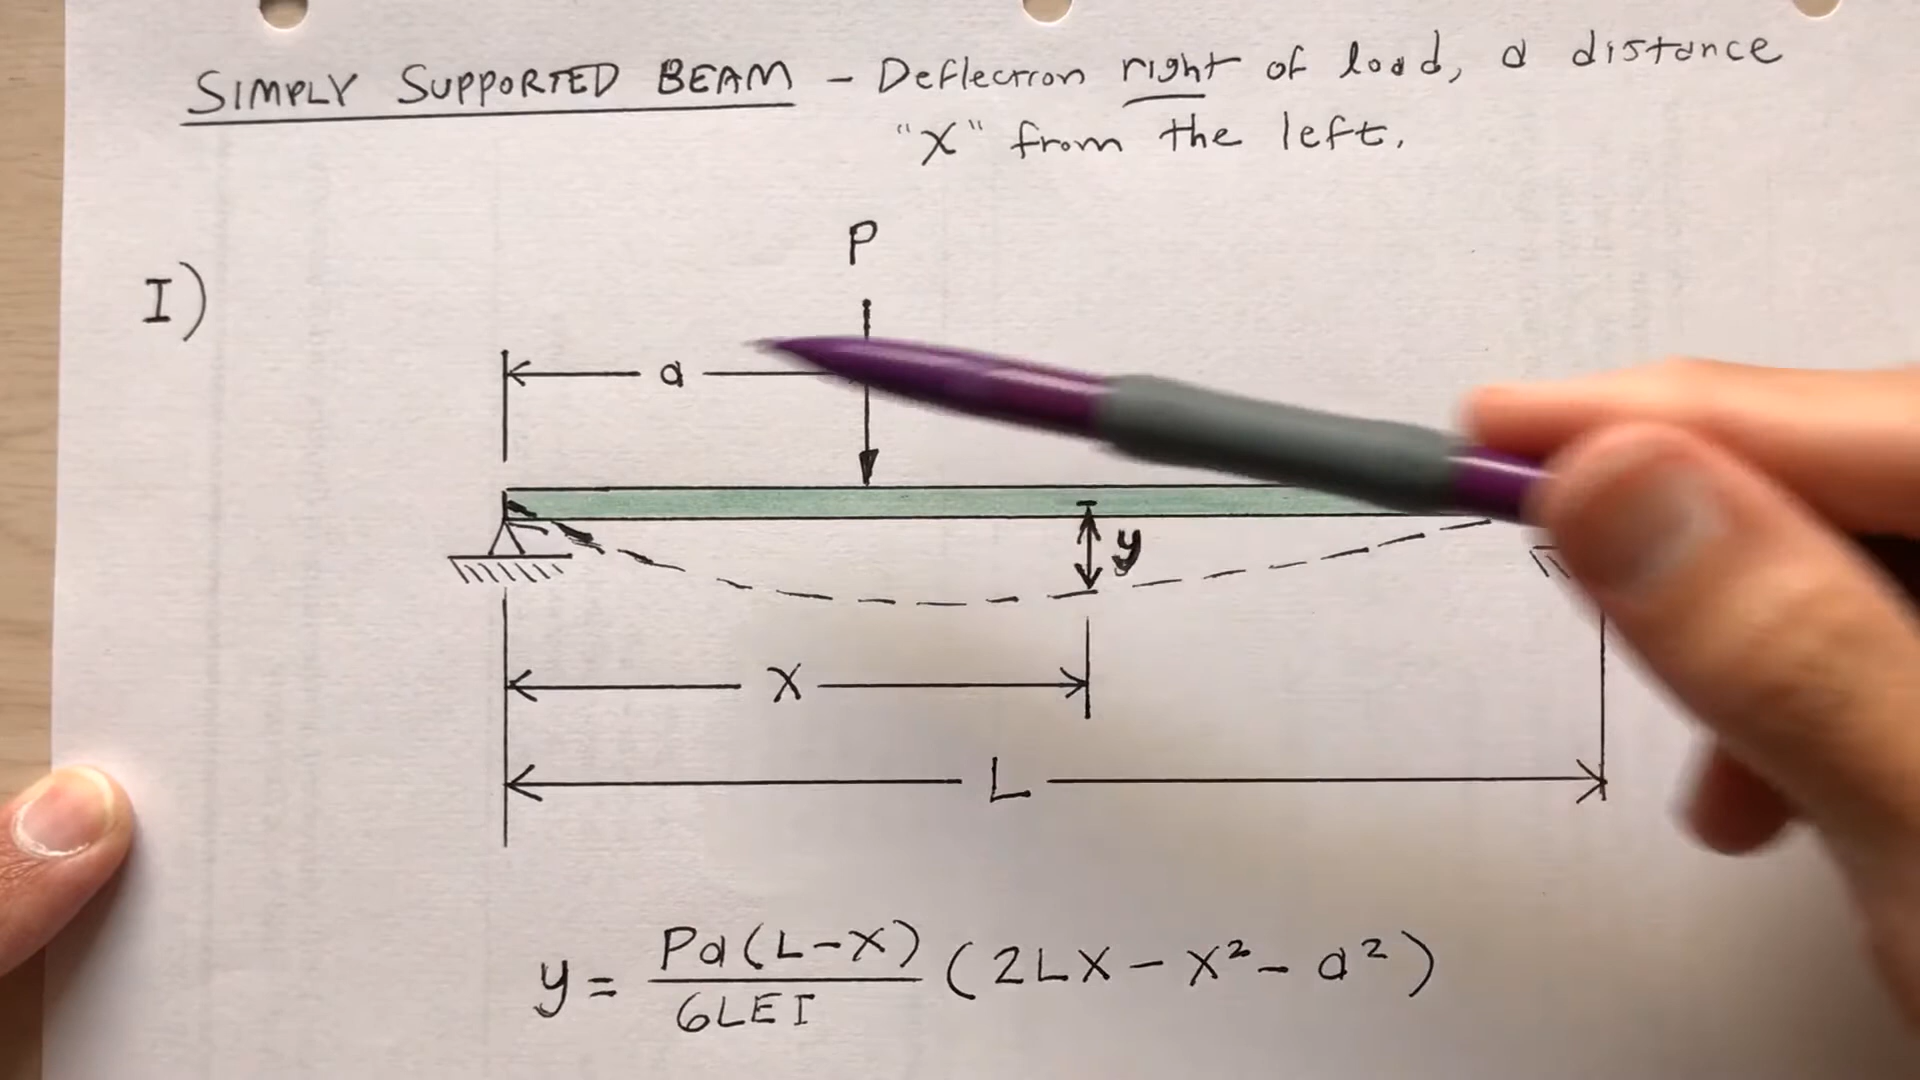 SIMPLY SUPPORTED BEAM - Deflection right of load, a distance
"X" from the left.
P
I)
a
y
X
L
y = Pa(L-X)/6LEI (2LX - X² - a²)